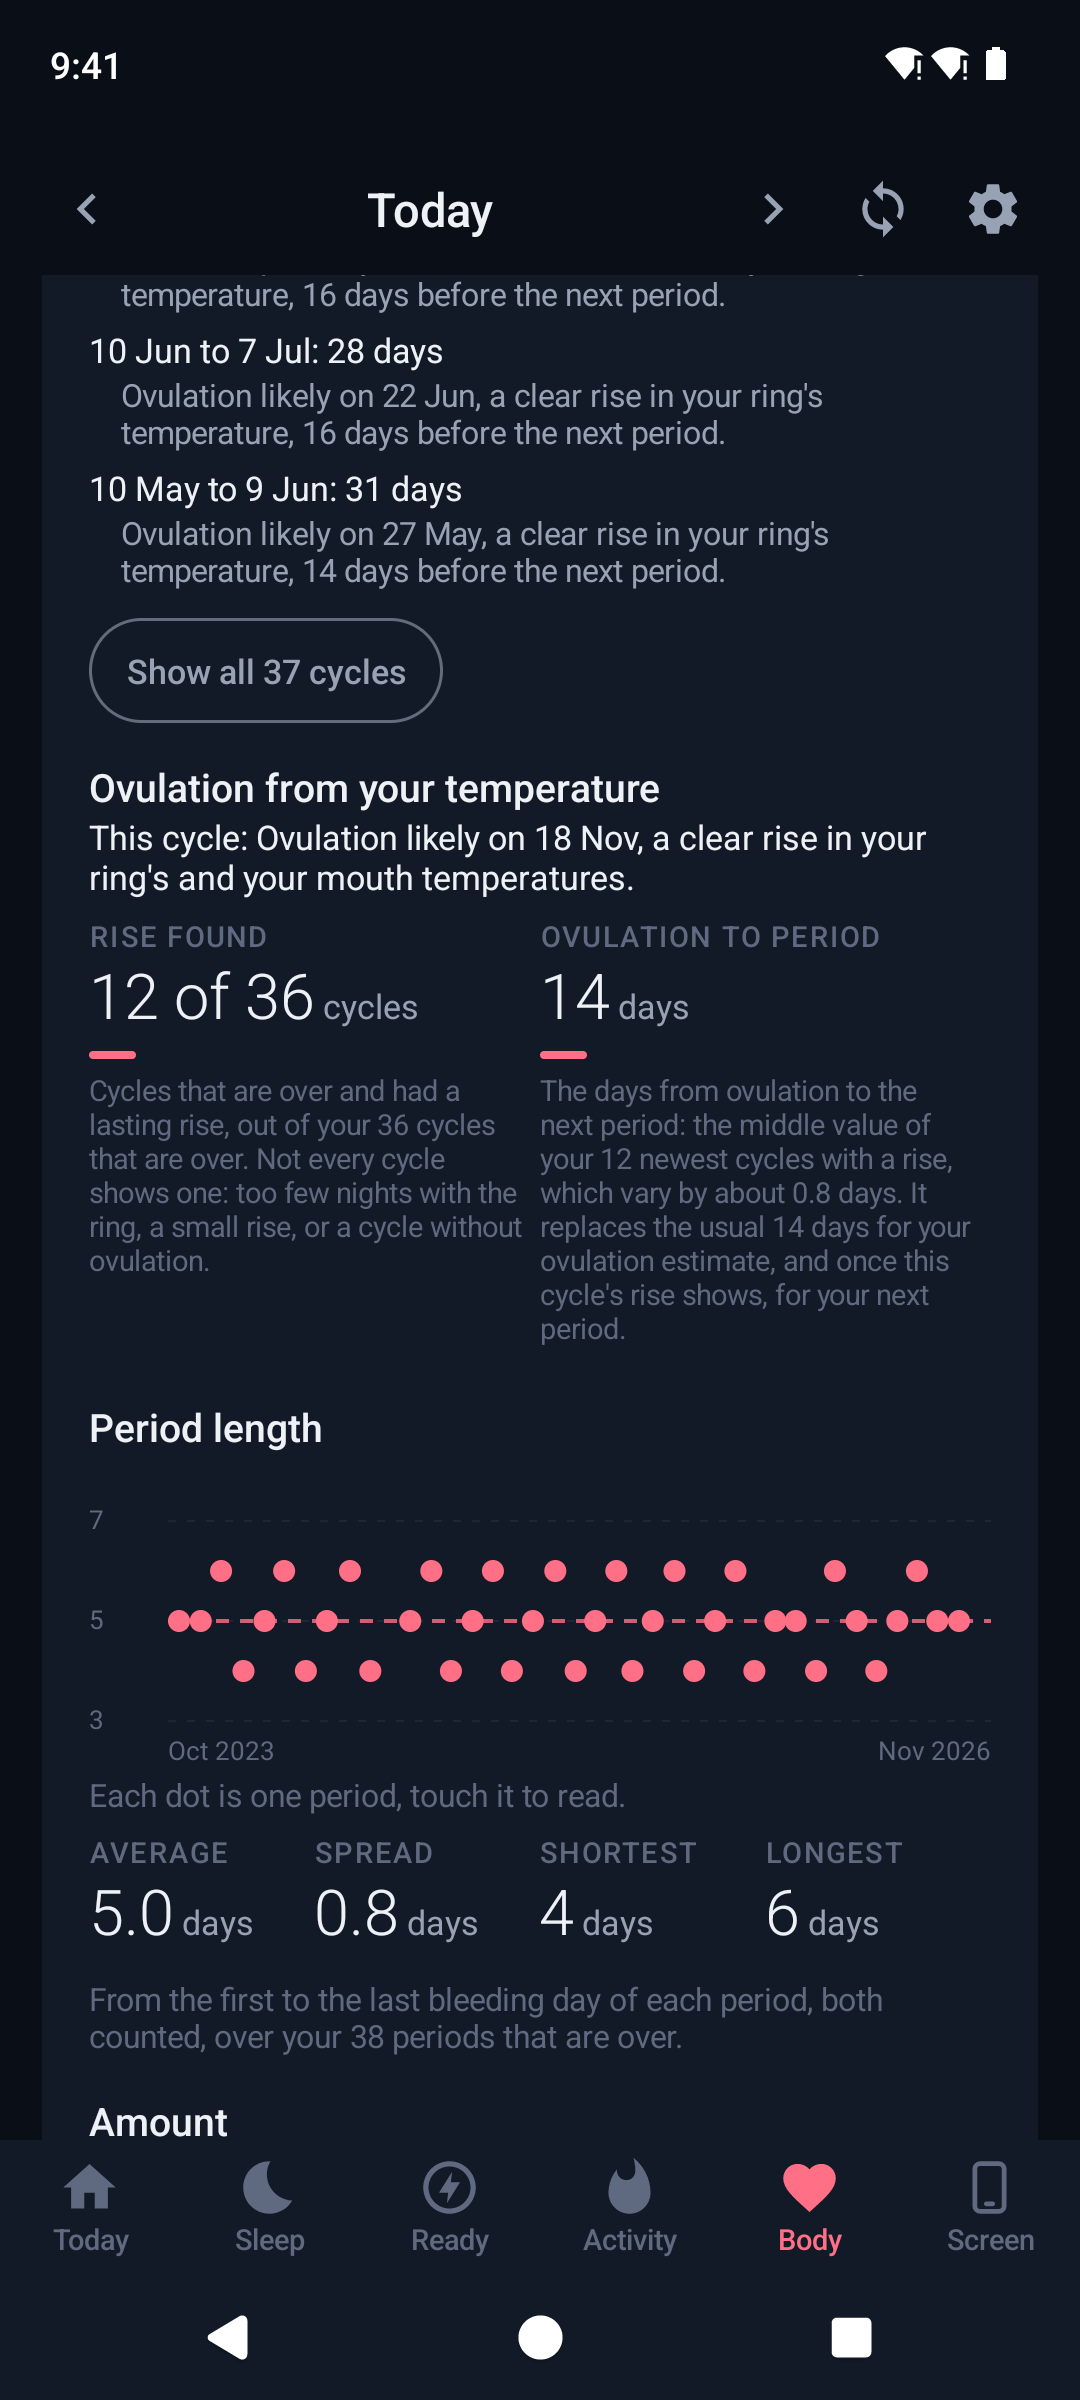 9:41
Today
temperature, 16 days before the next period.
10 Jun to 7 Jul: 28 days
Ovulation likely on 22 Jun, a clear rise in your ring's
temperature, 16 days before the next period.
10 May to 9 Jun: 31 days
Ovulation likely on 27 May, a clear rise in your ring's
temperature, 14 days before the next period.
Show all 37 cycles
Ovulation from your temperature
This cycle: Ovulation likely on 18 Nov, a clear rise in your
ring's and your mouth temperatures.
RISE FOUND
12 of 36 cycles
Cycles that are over and had a
lasting rise, out of your 36 cycles
that are over. Not every cycle
shows one: too few nights with the
ring, a small rise, or a cycle without
ovulation.
OVULATION TO PERIOD
14 days
The days from ovulation to the
next period: the middle value of
your 12 newest cycles with a rise,
which vary by about 0.8 days. It
replaces the usual 14 days for your
ovulation estimate, and once this
cycle's rise shows, for your next
period.
Period length
7
5
3
Oct 2023 Nov 2026
Each dot is one period, touch it to read.
AVERAGE SPREAD SHORTEST LONGEST
5.0 days 0.8 days 4 days 6 days
From the first to the last bleeding day of each period, both
counted, over your 38 periods that are over.
Amount
Today Sleep Ready Activity Body Screen